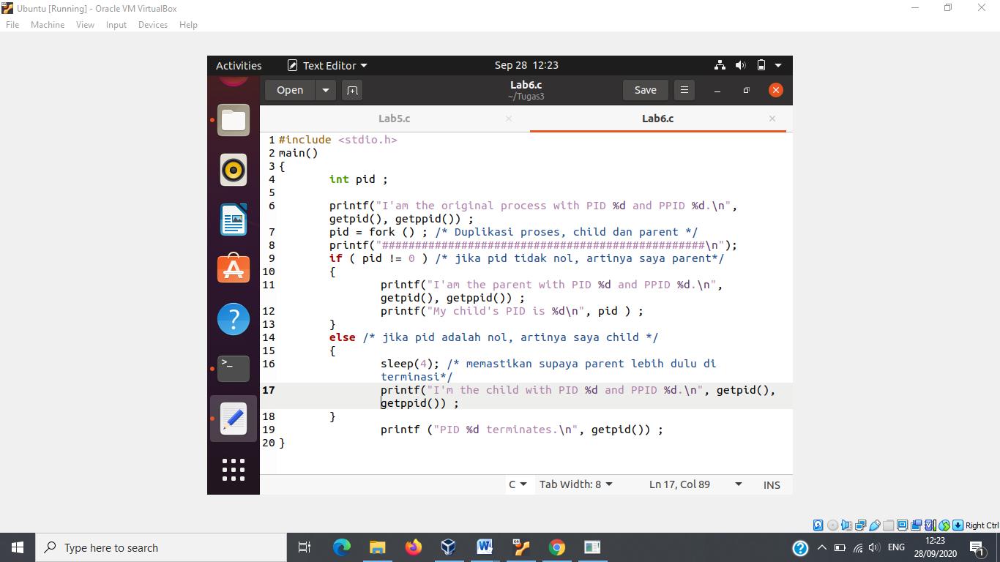 Ubuntu [Running] - Oracle VM VirtualBox
File Machine View Input Devices Help
Activities Text Editor Sep 28 12:23
Open Lab6.c Save
~/Tugas3
Lab5.c Lab6.c
1 #include <stdio.h>
2 main()
3 {
4 int pid ;
5
6 printf("I'am the original process with PID %d and PPID %d.\n",
getpid(), getppid()) ;
7 pid = fork () ; /* Duplikasi proses, child dan parent */
8 printf("#################################################\n");
9 if ( pid != 0 ) /* jika pid tidak nol, artinya saya parent*/
10 {
11 printf("I'am the parent with PID %d and PPID %d.\n",
getpid(), getppid()) ;
12 printf("My child's PID is %d\n", pid ) ;
13 }
14 else /* jika pid adalah nol, artinya saya child */
15 {
16 sleep(4); /* memastikan supaya parent lebih dulu di
terminasi*/
17 printf("I'm the child with PID %d and PPID %d.\n", getpid(),
getppid()) ;
18 }
19 printf ("PID %d terminates.\n", getpid()) ;
20 }
C Tab Width: 8 Ln 17, Col 89 INS
Right Ctrl
Type here to search ENG 12:23
28/09/2020
1